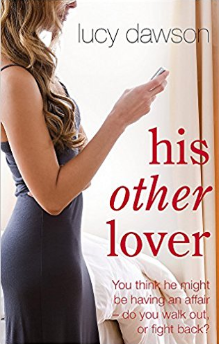 lucy dawson
his
other
lover
You think he might
be having an affair
– do you walk out,
or fight back?